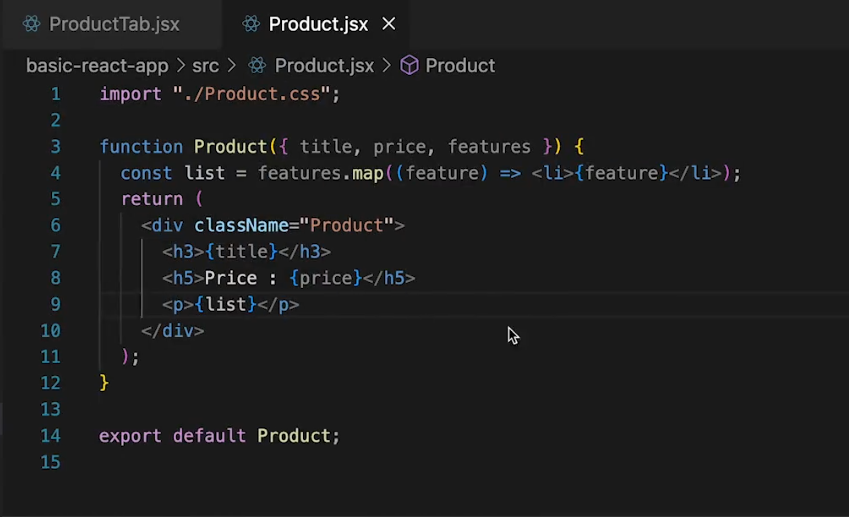 ProductTab.jsx Product.jsx ×
basic-react-app > src > Product.jsx > Product
1 import "./Product.css";
2
3 function Product({ title, price, features }) {
4 const list = features.map((feature) => <li>{feature}</li>);
5 return (
6 <div className="Product">
7 <h3>{title}</h3>
8 <h5>Price : {price}</h5>
9 <p>{list}</p>
10 </div>
11 );
12 }
13
14 export default Product;
15